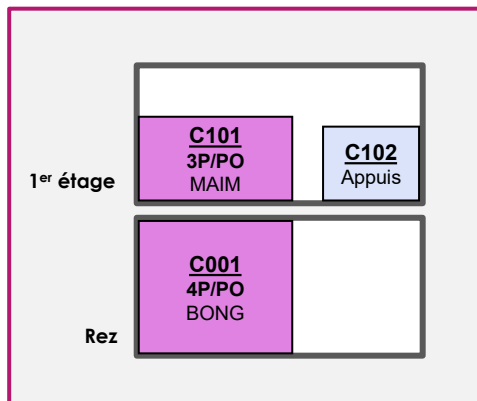 1er étage
C101
3P/PO
MAIM
C102
Appuis
Rez
C001
4P/PO
BONG